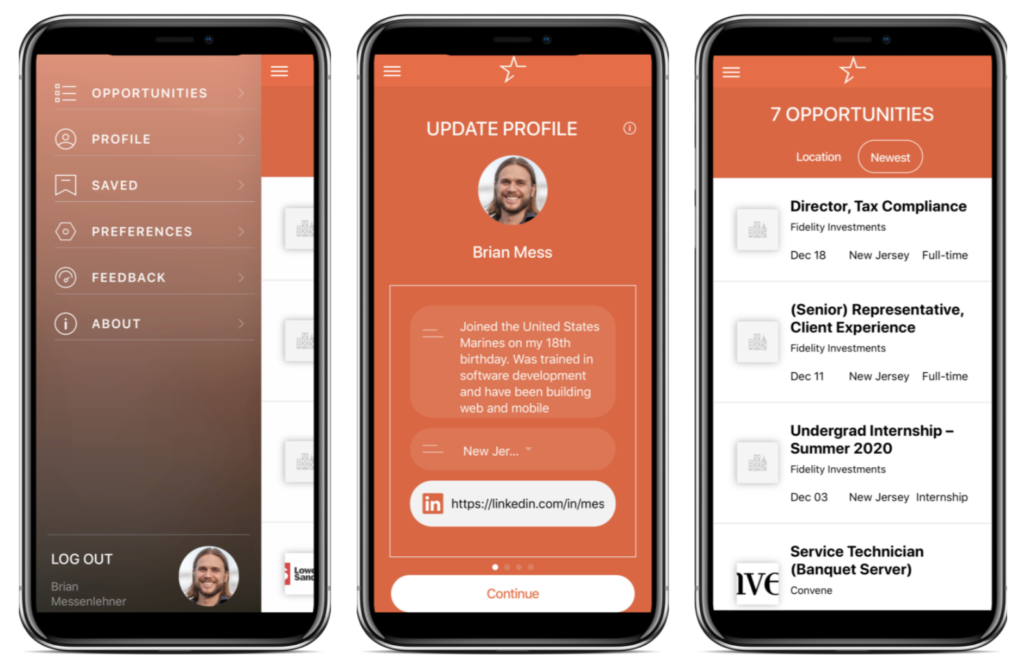 OPPORTUNITIES
PROFILE
SAVED
PREFERENCES
FEEDBACK
ABOUT
LOG OUT
Brian
Messenlehner
UPDATE PROFILE
Brian Mess
Joined the United States
Marines on my 18th
birthday. Was trained in
software development
and have been building
web and mobile
New Jer...
in https://linkedin.com/in/mes
Continue
7 OPPORTUNITIES
Location Newest
Director, Tax Compliance
Fidelity Investments
Dec 18 New Jersey Full-time
(Senior) Representative,
Client Experience
Fidelity Investments
Dec 11 New Jersey Full-time
Undergrad Internship –
Summer 2020
Fidelity Investments
Dec 03 New Jersey Internship
Service Technician
(Banquet Server)
Convene